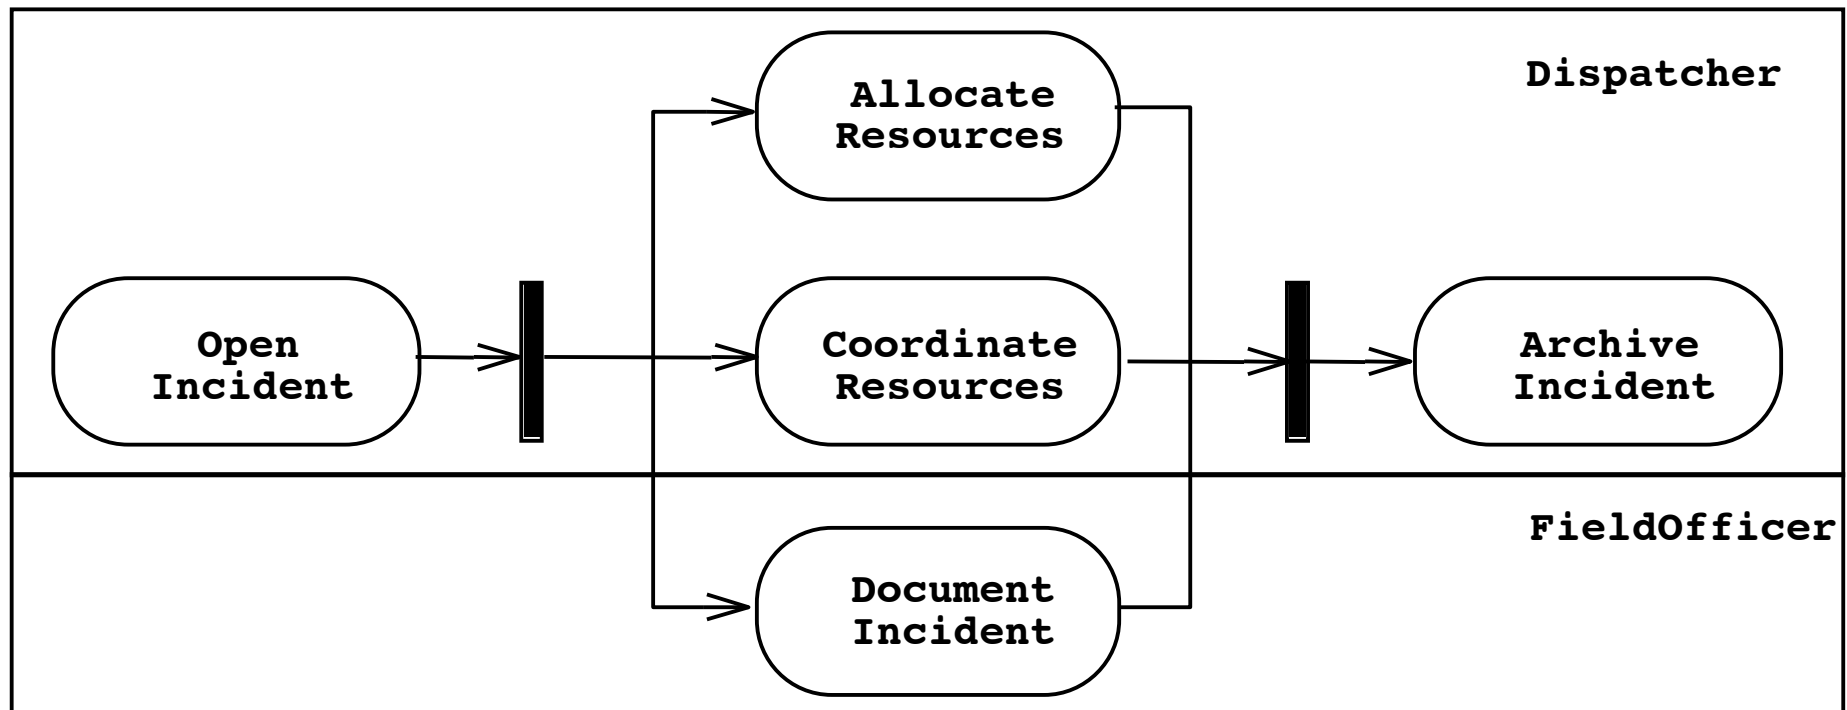 Dispatcher
Allocate
Resources
Open
Incident
Coordinate
Resources
Archive
Incident
FieldOfficer
Document
Incident